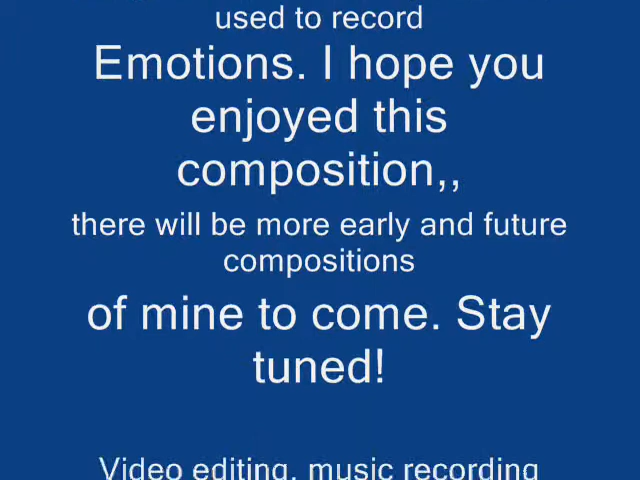 used to record
Emotions. I hope you
enjoyed this
composition,,
there will be more early and future
compositions
of mine to come. Stay
tuned!
Video editing, music recording